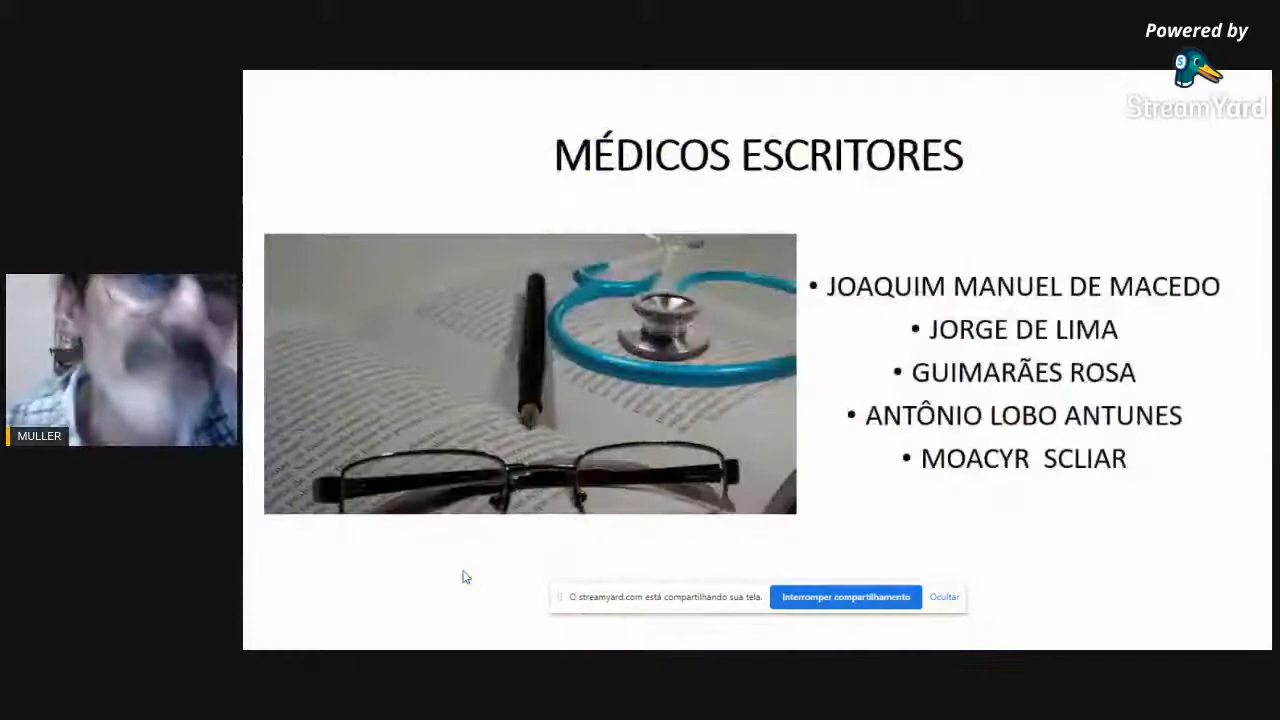 Powered by
StreamYard
MÉDICOS ESCRITORES
• JOAQUIM MANUEL DE MACEDO
• JORGE DE LIMA
• GUIMARÃES ROSA
• ANTÔNIO LOBO ANTUNES
• MOACYR SCLIAR
MULLER
O streamyard.com está compartilhando sua tela. Interromper compartilhamento Ocultar